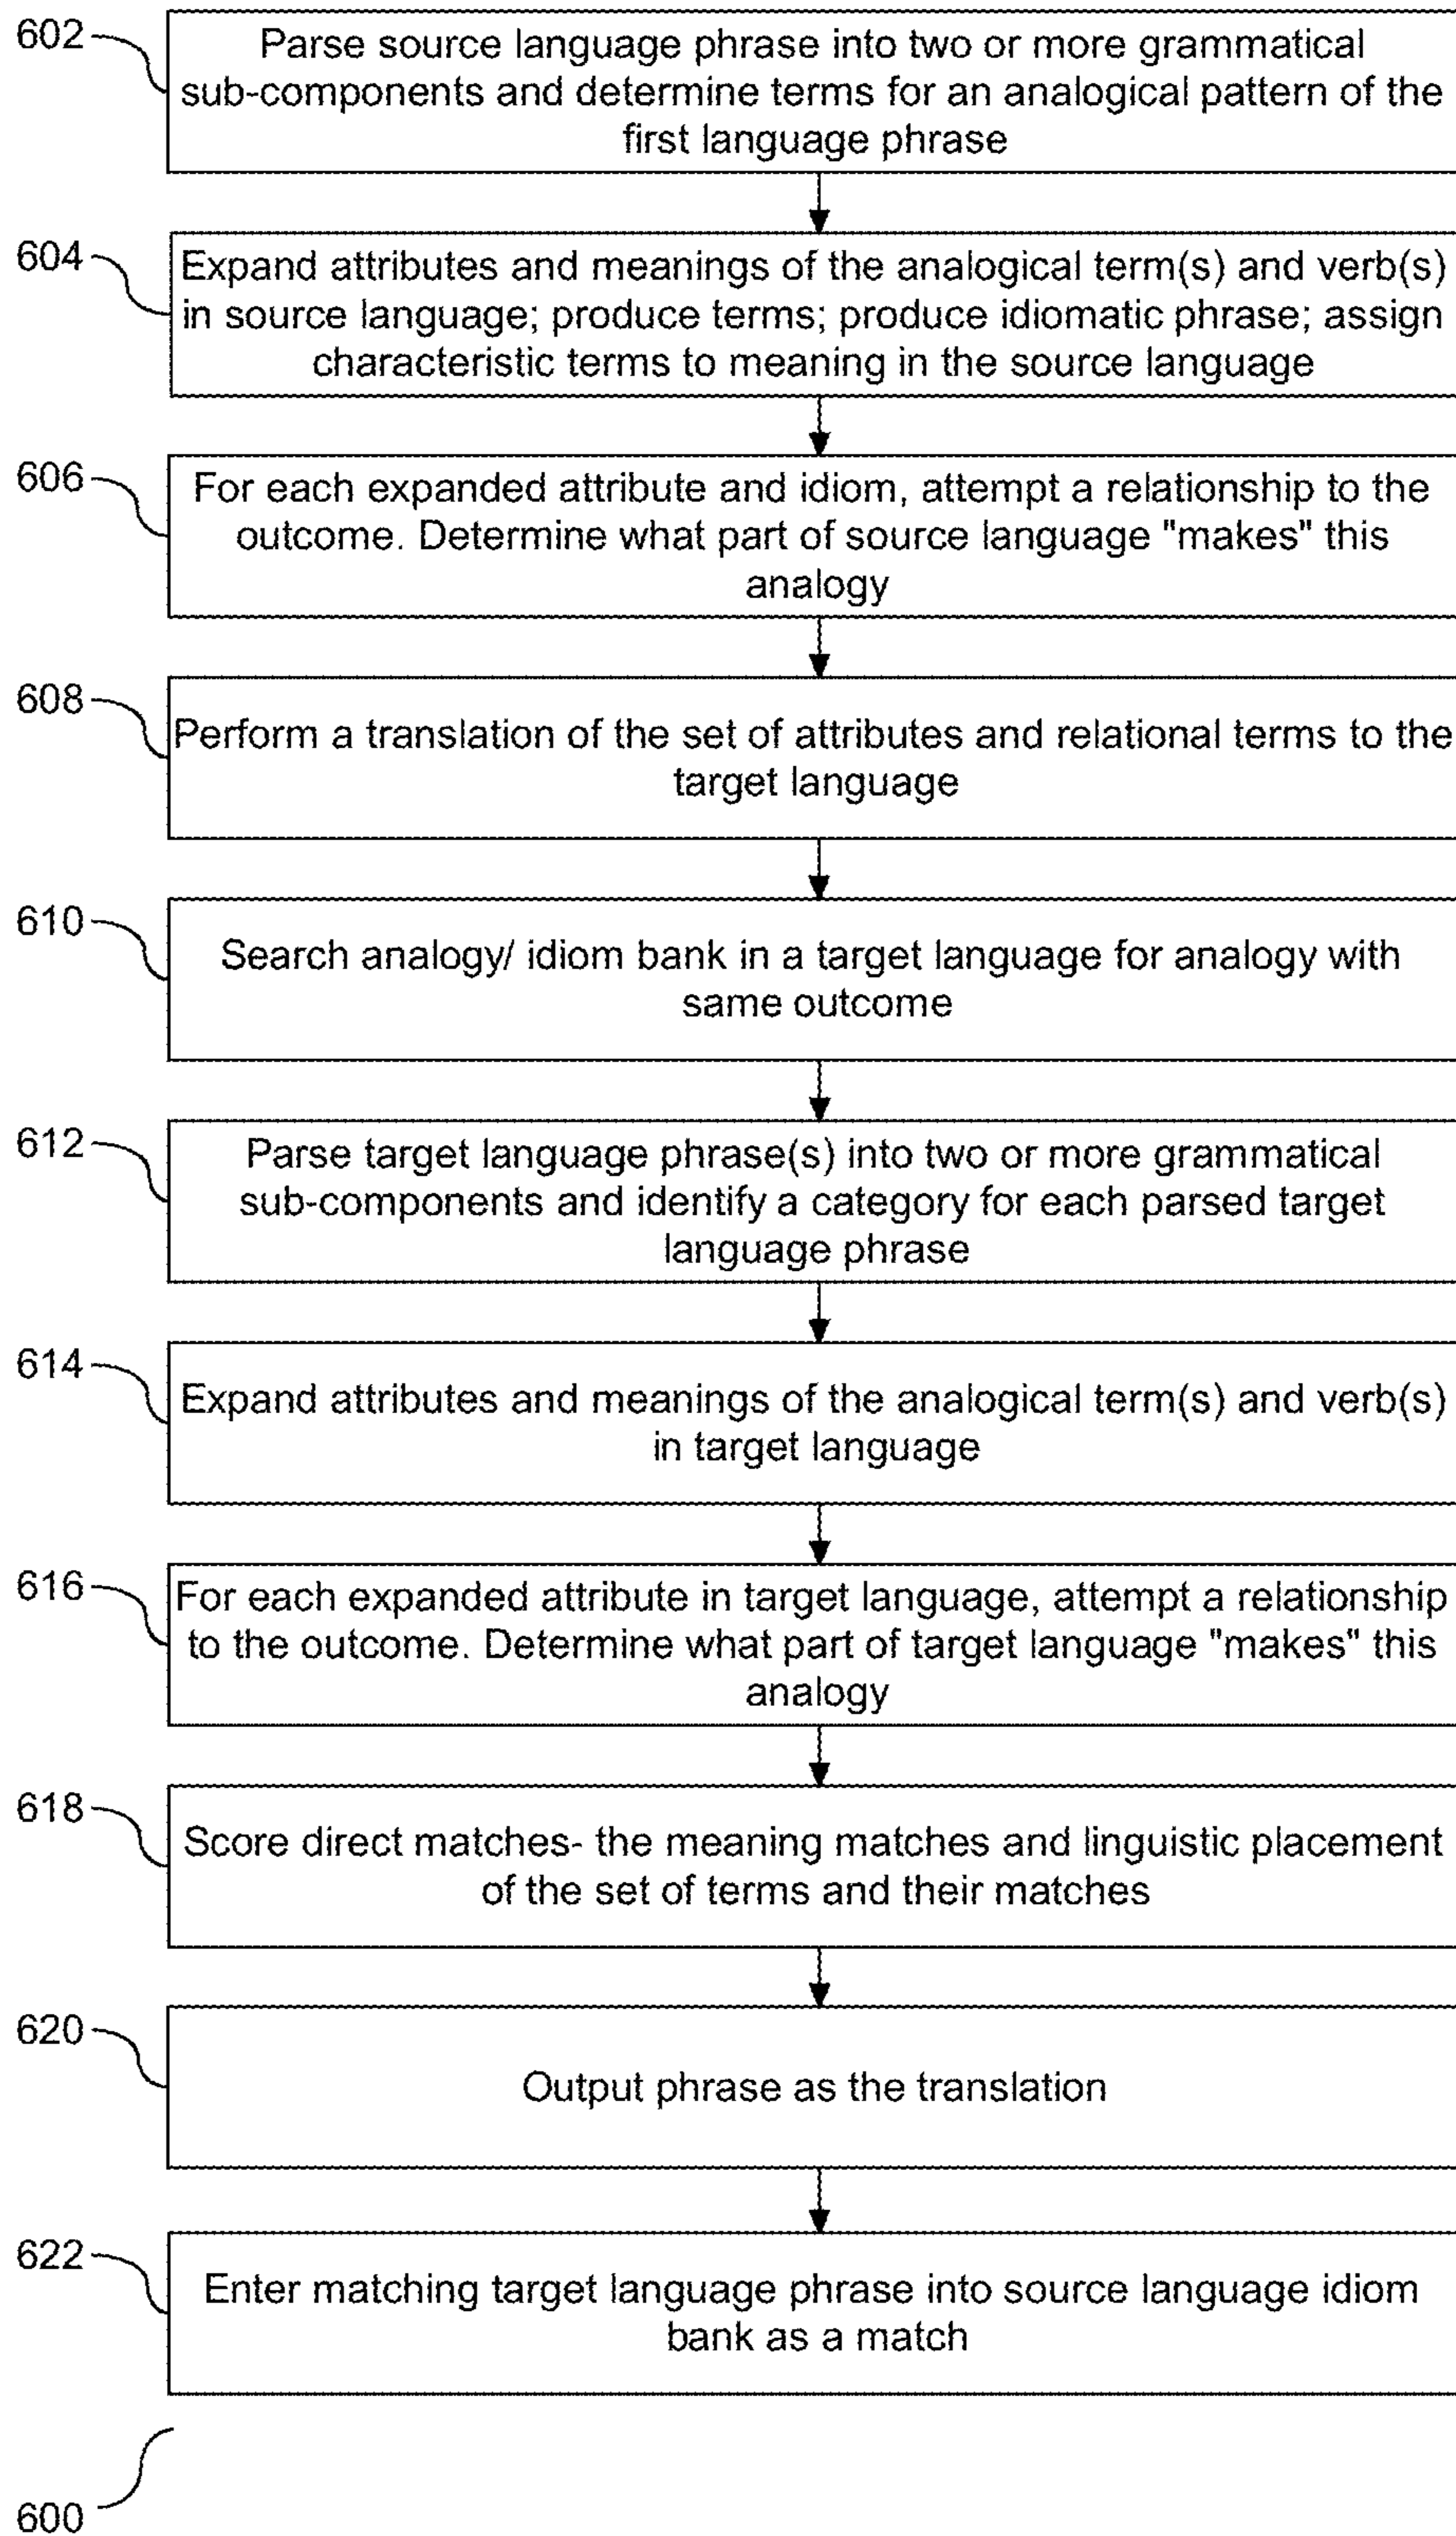 602
Parse source language phrase into two or more grammatical
sub-components and determine terms for an analogical pattern of the
first language phrase
604
Expand attributes and meanings of the analogical term(s) and verb(s)
in source language; produce terms; produce idiomatic phrase; assign
characteristic terms to meaning in the source language
606
For each expanded attribute and idiom, attempt a relationship to the
outcome. Determine what part of source language "makes" this
analogy
608
Perform a translation of the set of attributes and relational terms to the
target language
610
Search analogy/ idiom bank in a target language for analogy with
same outcome
612
Parse target language phrase(s) into two or more grammatical
sub-components and identify a category for each parsed target
language phrase
614
Expand attributes and meanings of the analogical term(s) and verb(s)
in target language
616
For each expanded attribute in target language, attempt a relationship
to the outcome. Determine what part of target language "makes" this
analogy
618
Score direct matches- the meaning matches and linguistic placement
of the set of terms and their matches
620
Output phrase as the translation
622
Enter matching target language phrase into source language idiom
bank as a match
600